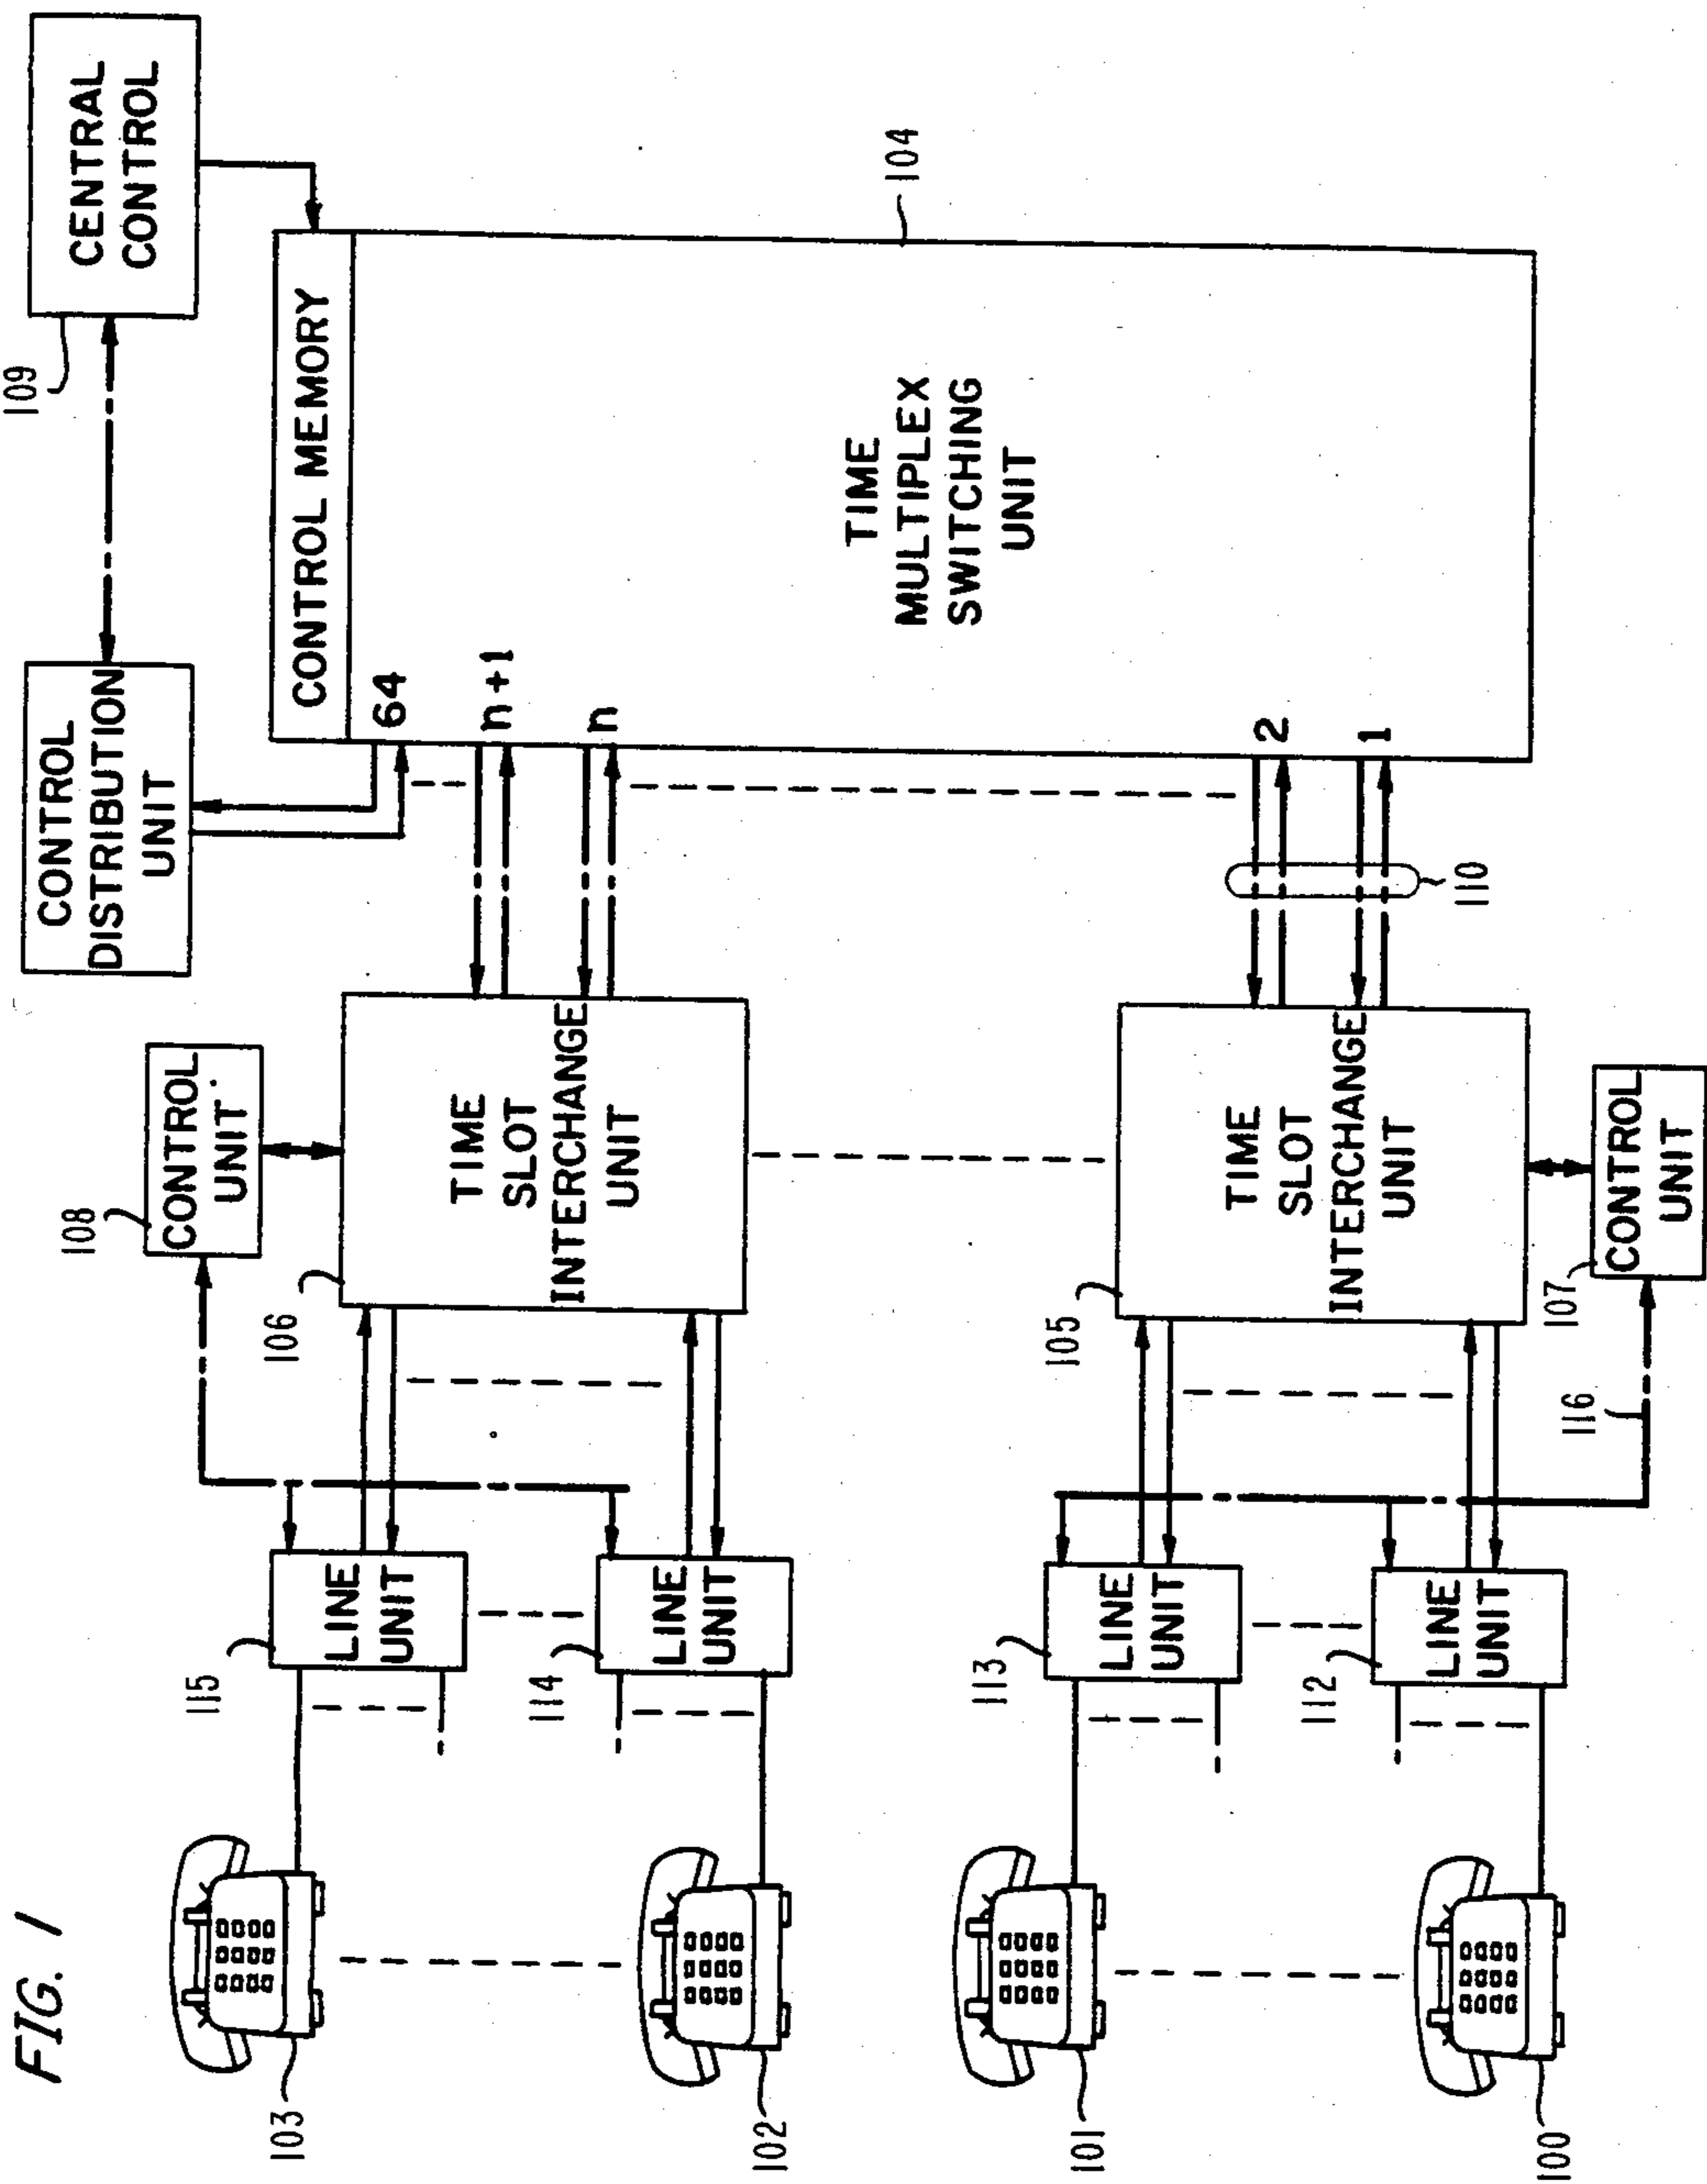 FIG. 1
109
CENTRAL
CONTROL
CONTROL
DISTRIBUTION
UNIT
CONTROL MEMORY
64
n+1
n
2
1
TIME
MULTIPLEX
SWITCHING
UNIT
104
108
CONTROL
UNIT
106
TIME
SLOT
INTERCHANGE
UNIT
110
105
TIME
SLOT
INTERCHANGE
UNIT
107
CONTROL
UNIT
116
115
LINE
UNIT
114
LINE
UNIT
113
LINE
UNIT
112
LINE
UNIT
103
102
101
100